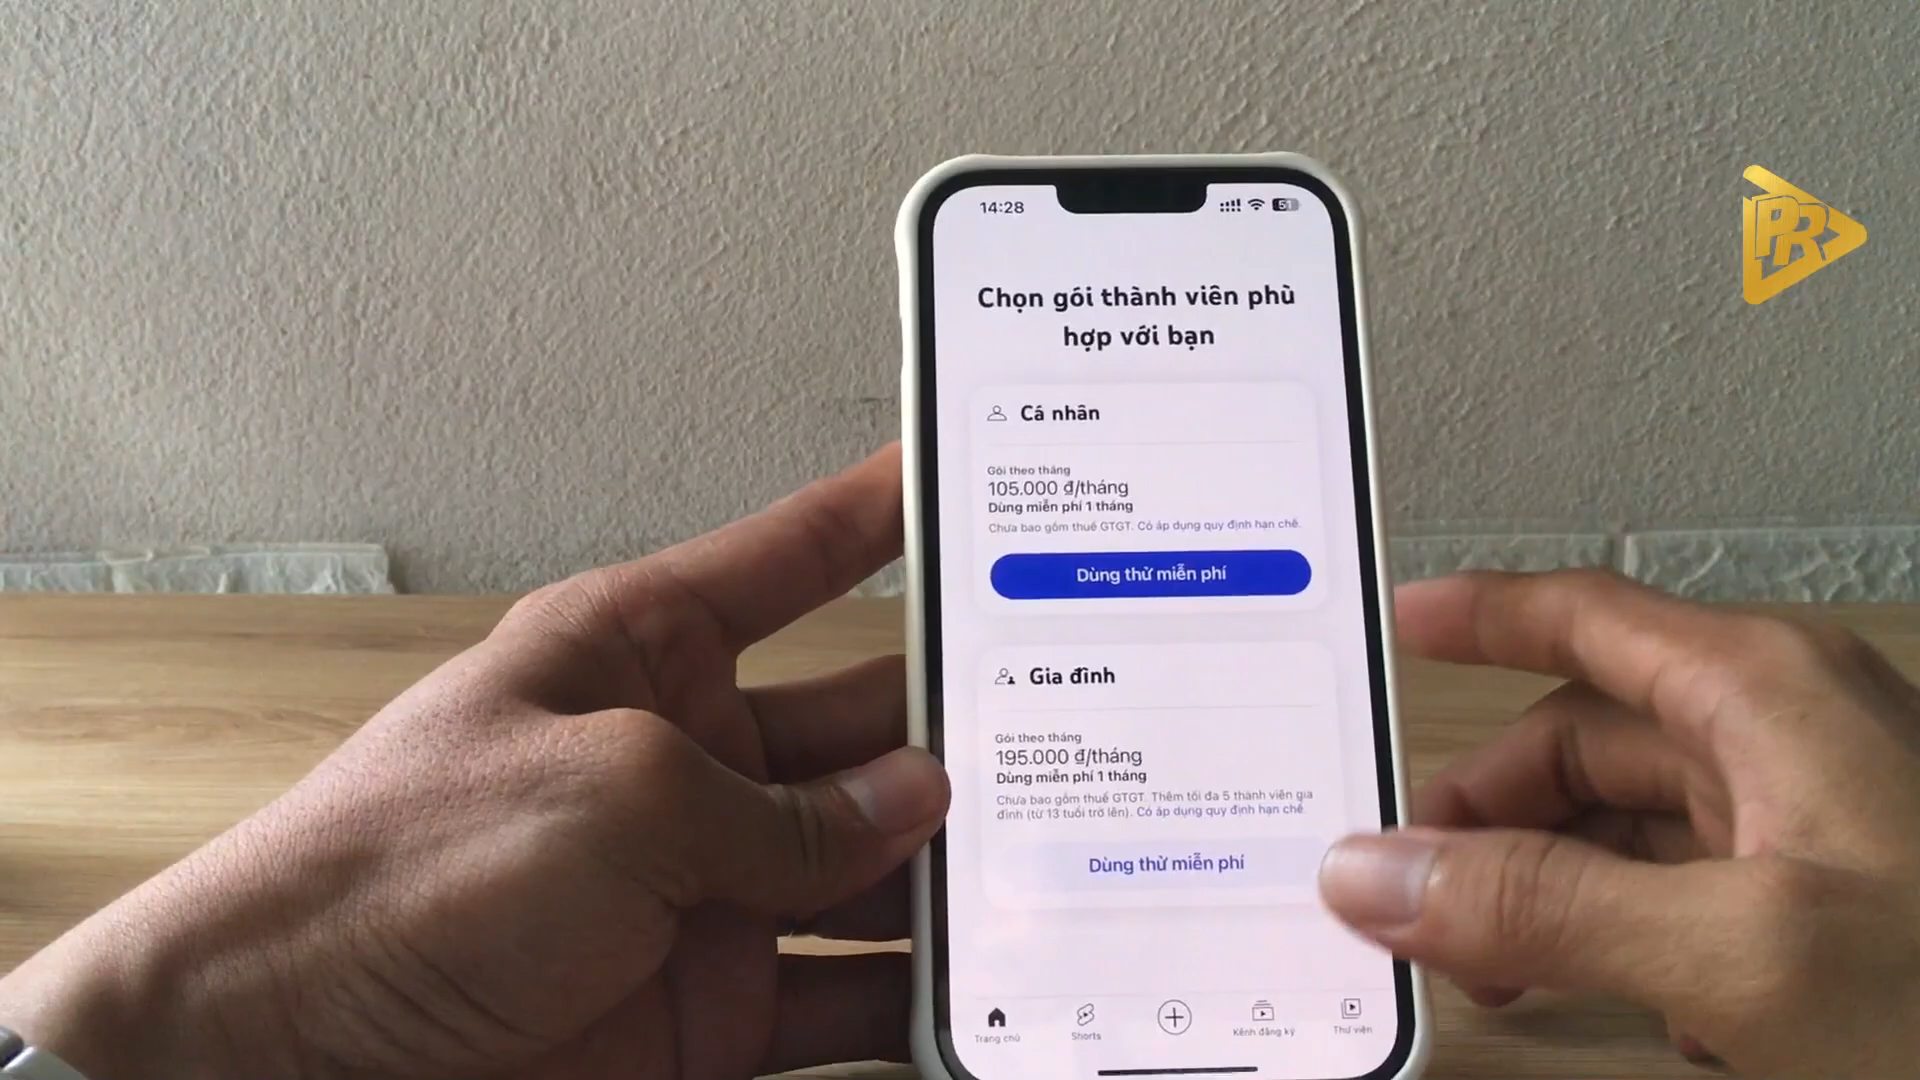 14:28
51
PR
Chọn gói thành viên phù
hợp với bạn
Cá nhân
Gói theo tháng
105.000 ₫/tháng
Dùng miễn phí 1 tháng
Chưa bao gồm thuế GTGT. Có áp dụng quy định hạn chế.
Dùng thử miễn phí
Gia đình
Gói theo tháng
195.000 ₫/tháng
Dùng miễn phí 1 tháng
Chưa bao gồm thuế GTGT. Thêm tối đa 5 thành viên gia
đình (từ 13 tuổi trở lên). Có áp dụng quy định hạn chế.
Dùng thử miễn phí
Trang chủ
Shorts
Kênh đăng ký
Thư viện